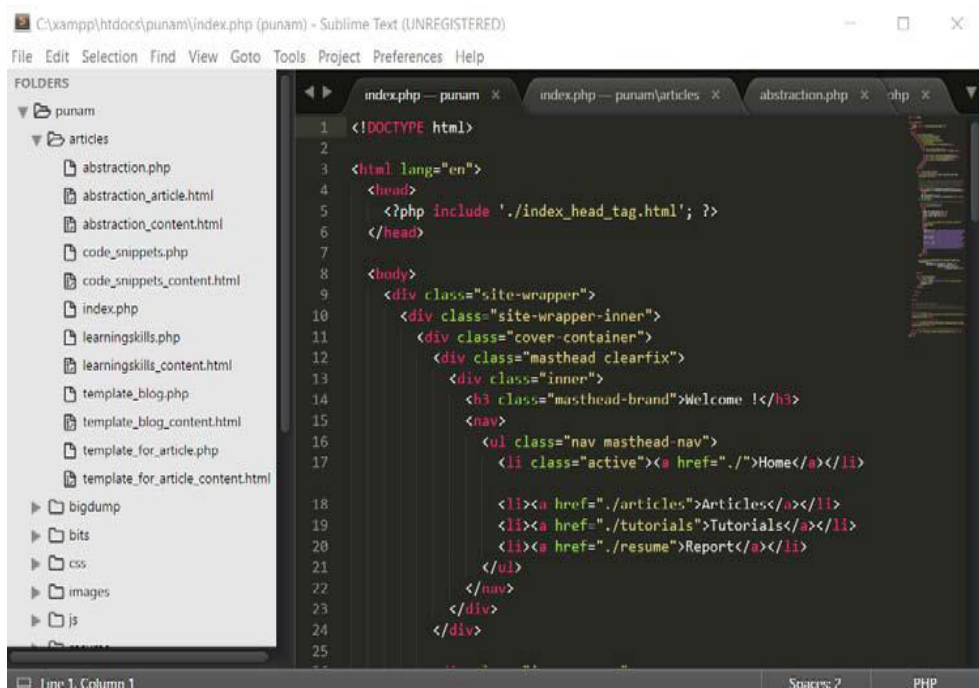 C:\xampp\htdocs\punam\index.php (punam) - Sublime Text (UNREGISTERED)
File Edit Selection Find View Goto Tools Project Preferences Help
FOLDERS
punam
articles
abstraction.php
abstraction_article.html
abstraction_content.html
code_snippets.php
code_snippets_content.html
index.php
learningskills.php
learningskills_content.html
template_blog.php
template_blog_content.html
template_for_article.php
template_for_article_content.html
bigdump
bits
css
images
js
index.php — punam × index.php — punam\articles × abstraction.php × php ×
1 <!DOCTYPE html>
2
3 <html lang="en">
4 <head>
5 <?php include './index_head_tag.html'; ?>
6 </head>
7
8 <body>
9 <div class="site-wrapper">
10 <div class="site-wrapper-inner">
11 <div class="cover-container">
12 <div class="masthead clearfix">
13 <div class="inner">
14 <h3 class="masthead-brand">Welcome !</h3>
15 <nav>
16 <ul class="nav masthead-nav">
17 <li class="active"><a href="./">Home</a></li>
18 <li><a href="./articles">Articles</a></li>
19 <li><a href="./tutorials">Tutorials</a></li>
20 <li><a href="./resume">Report</a></li>
21 </ul>
22 </nav>
23 </div>
24 </div>
25
Line 1, Column 1 Spaces: 2 PHP